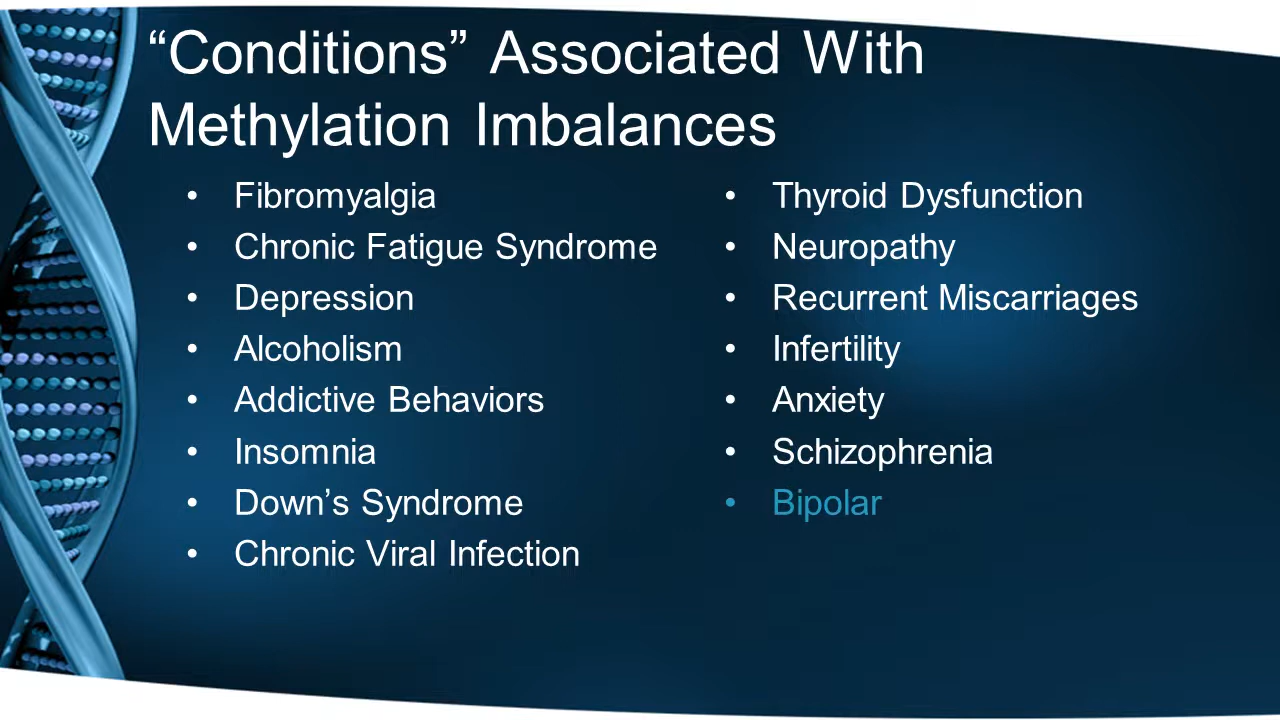 “Conditions” Associated With
Methylation Imbalances
• Fibromyalgia
• Chronic Fatigue Syndrome
• Depression
• Alcoholism
• Addictive Behaviors
• Insomnia
• Down’s Syndrome
• Chronic Viral Infection
• Thyroid Dysfunction
• Neuropathy
• Recurrent Miscarriages
• Infertility
• Anxiety
• Schizophrenia
• Bipolar